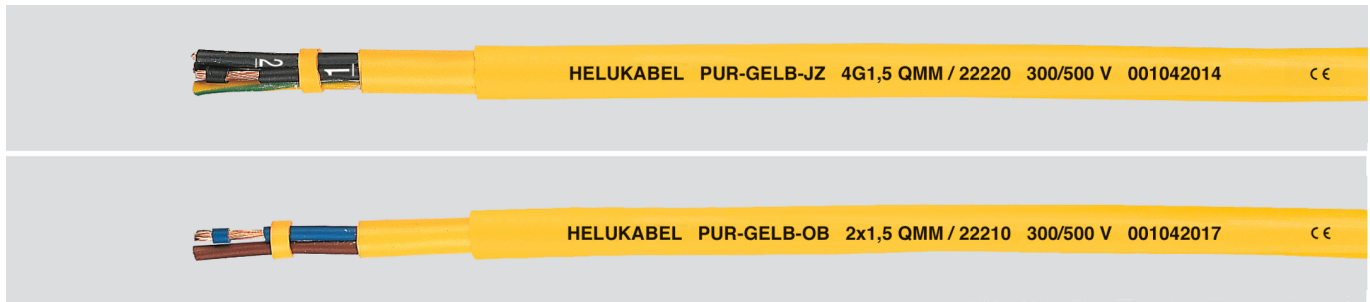 2 1 HELUKABEL PUR-GELB-JZ 4G1,5 QMM / 22220 300/500 V 001042014 CE
HELUKABEL PUR-GELB-OB 2x1,5 QMM / 22210 300/500 V 001042017 CE